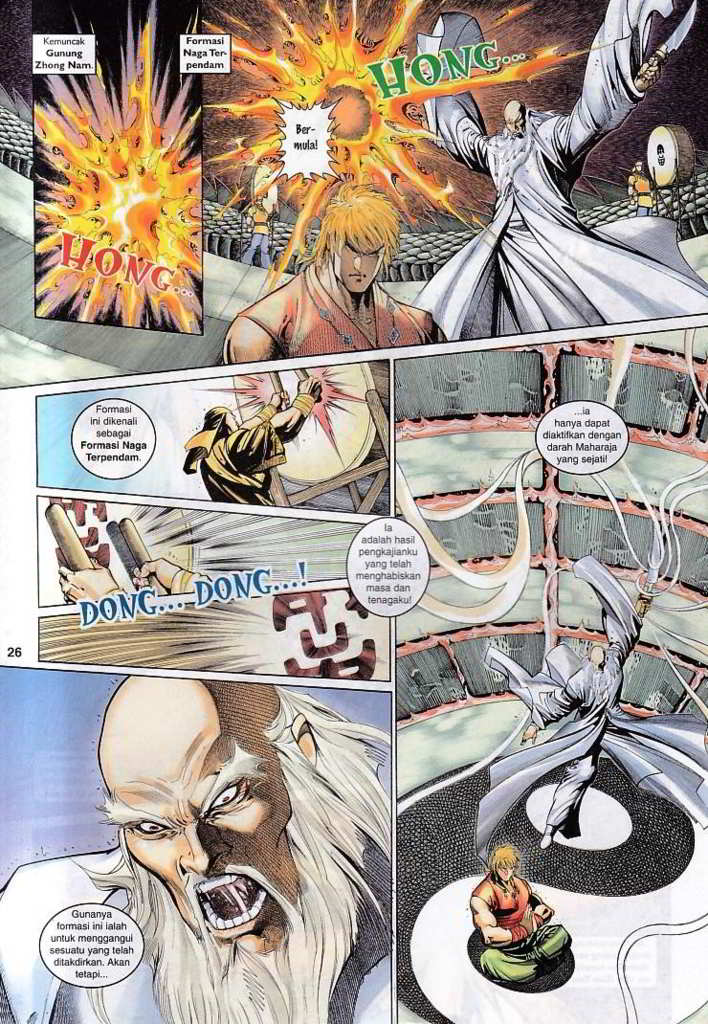 Kemuncak
Gunung
Zhong Nam.
Formasi
Naga Ter-
pendam
HONG...
Ber-
mula!
HONG...
Formasi
ini dikenali
sebagai
Formasi Naga
Terpendam.
...ia
hanya dapat
diaktifkan dengan
darah Maharaja
yang sejati!
Ia
adalah hasil
pengkajianku
yang telah
menghabiskan
masa dan
tenagaku!
DONG... DONG...!
26
Gunanya
formasi ini ialah
untuk menggangui
sesuatu yang telah
ditakdirkan. Akan
tetapi...